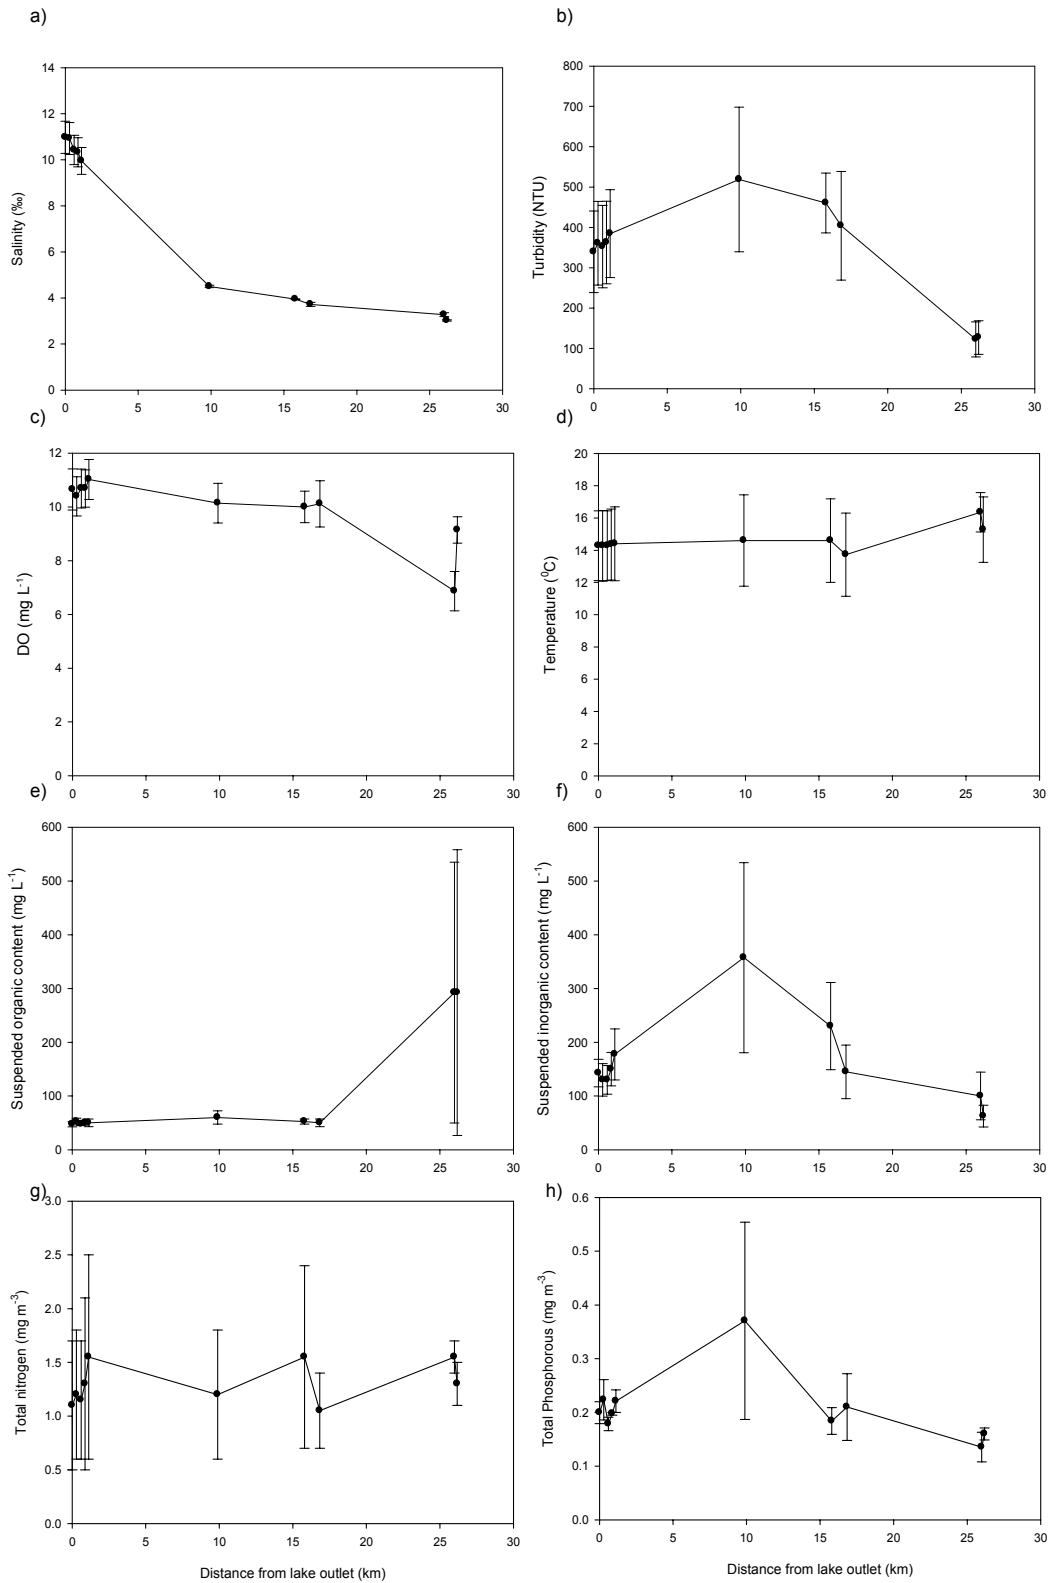 a)
b)
Salinity (‰)
14
12
10
8
6
4
2
0
0 5 10 15 20 25 30
Turbidity (NTU)
800
700
600
500
400
300
200
100
0
0 5 10 15 20 25 30
c)
d)
DO (mg L⁻¹)
12
10
8
6
4
2
0
0 5 10 15 20 25 30
Temperature (⁰C)
20
18
16
14
12
10
8
6
4
2
0
0 5 10 15 20 25 30
e)
f)
Suspended organic content (mg L⁻¹)
600
500
400
300
200
100
0
0 5 10 15 20 25 30
Suspended inorganic content (mg L⁻¹)
600
500
400
300
200
100
0
0 5 10 15 20 25 30
g)
h)
Total nitrogen (mg m⁻³)
3.0
2.5
2.0
1.5
1.0
0.5
0.0
0 5 10 15 20 25 30
Distance from lake outlet (km)
Total Phosphorous (mg m⁻³)
0.6
0.5
0.4
0.3
0.2
0.1
0.0
0 5 10 15 20 25 30
Distance from lake outlet (km)